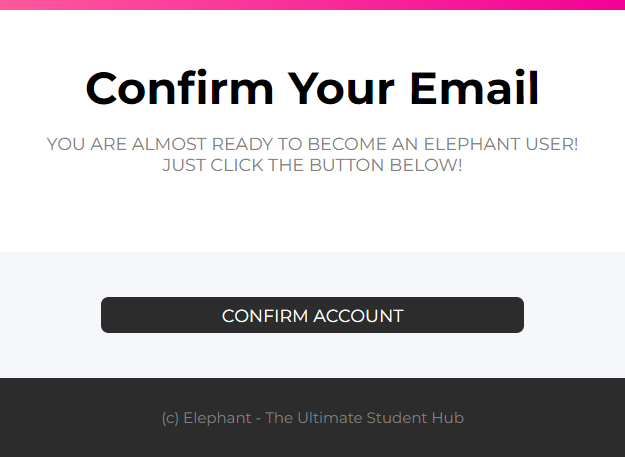 Confirm Your Email
YOU ARE ALMOST READY TO BECOME AN ELEPHANT USER!
JUST CLICK THE BUTTON BELOW!
CONFIRM ACCOUNT
(c) Elephant - The Ultimate Student Hub